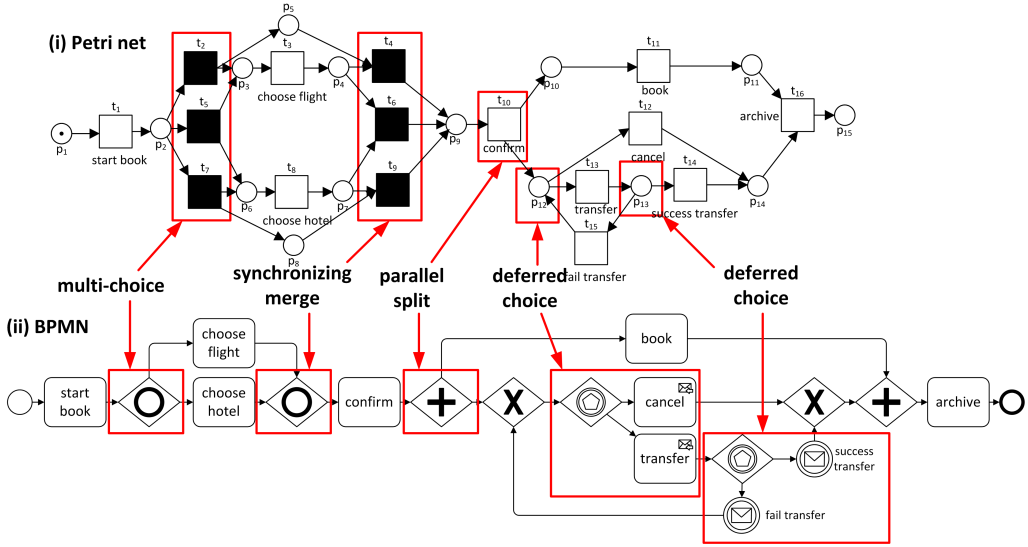 (i) Petri net
p5
t2
t3
t4
p3
choose flight
p4
t1
t5
t6
p1
start book
p2
p9
t10
confirm
t7
t8
t9
p6
choose hotel
p7
p8
t11
p10
book
p11
t16
archive
p15
t12
cancel
t13
t14
p12
transfer
p13
success transfer
p14
t15
fail transfer
multi-choice
synchronizing
merge
parallel
split
deferred
choice
deferred
choice
(ii) BPMN
choose
flight
book
start
book
choose
hotel
confirm
X
cancel
X
archive
transfer
success
transfer
fail transfer